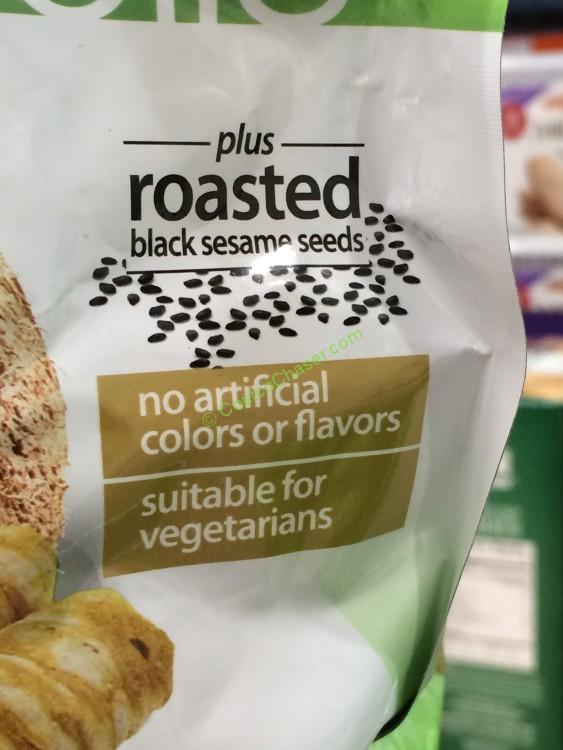 plus
roasted
black sesame seeds
no artificial
colors or flavors
© CostcoChaser.com
suitable for
vegetarians